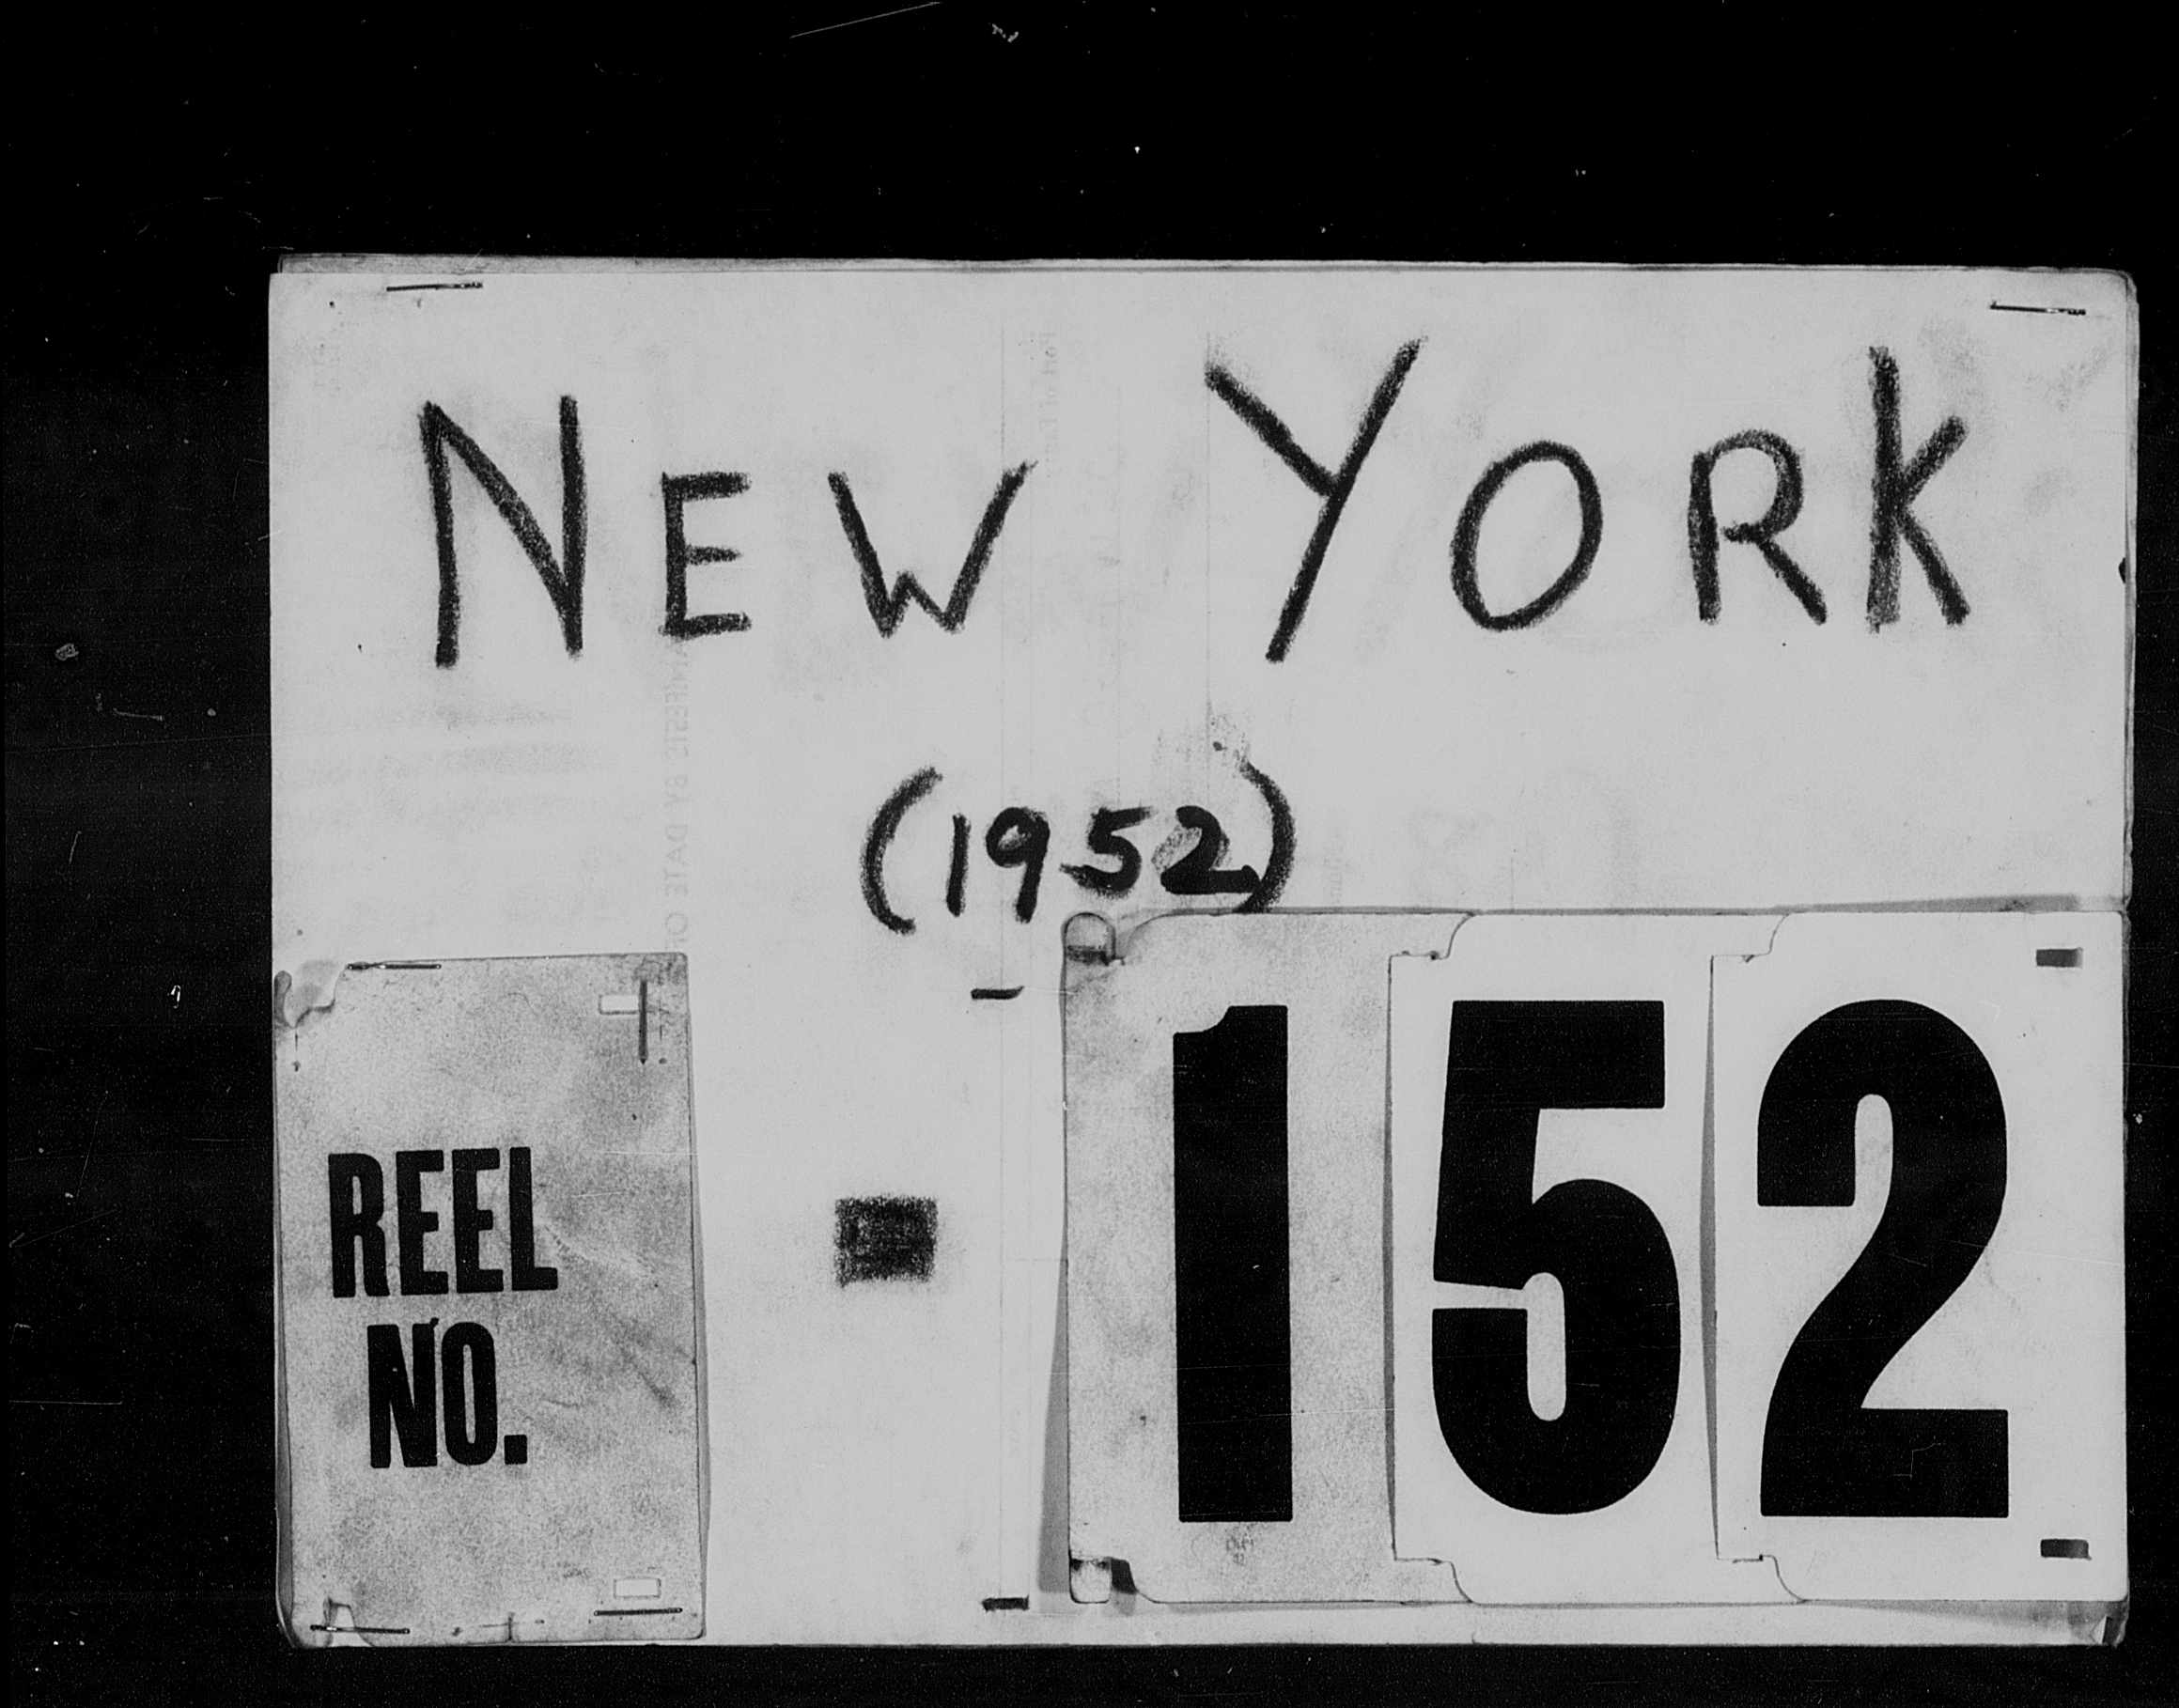 NEW YORK
(1952)
REEL
NO.
152